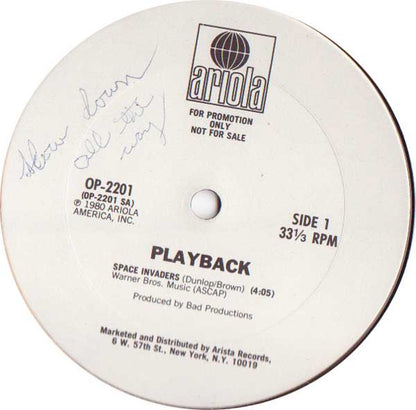 slow down
all the
way
ariola
FOR PROMOTION
ONLY
NOT FOR SALE
OP-2201
(OP-2201 SA)
℗ 1980 ARIOLA
AMERICA, INC.
SIDE 1
33⅓ RPM
PLAYBACK
SPACE INVADERS (Dunlop/Brown) (4:05)
Warner Bros. Music (ASCAP)
Produced by Bad Productions
Marketed and Distributed by Arista Records,
6 W. 57th St., New York, N.Y. 10019